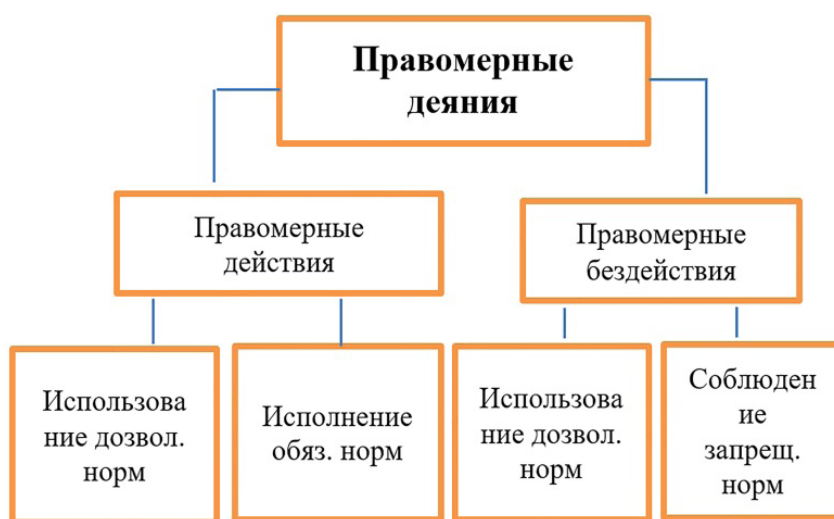 Правомерные
деяния
Правомерные
действия
Правомерные
бездействия
Использова
ние дозвол.
норм
Исполнение
обяз. норм
Использова
ние дозвол.
норм
Соблюден
ие
запрещ.
норм